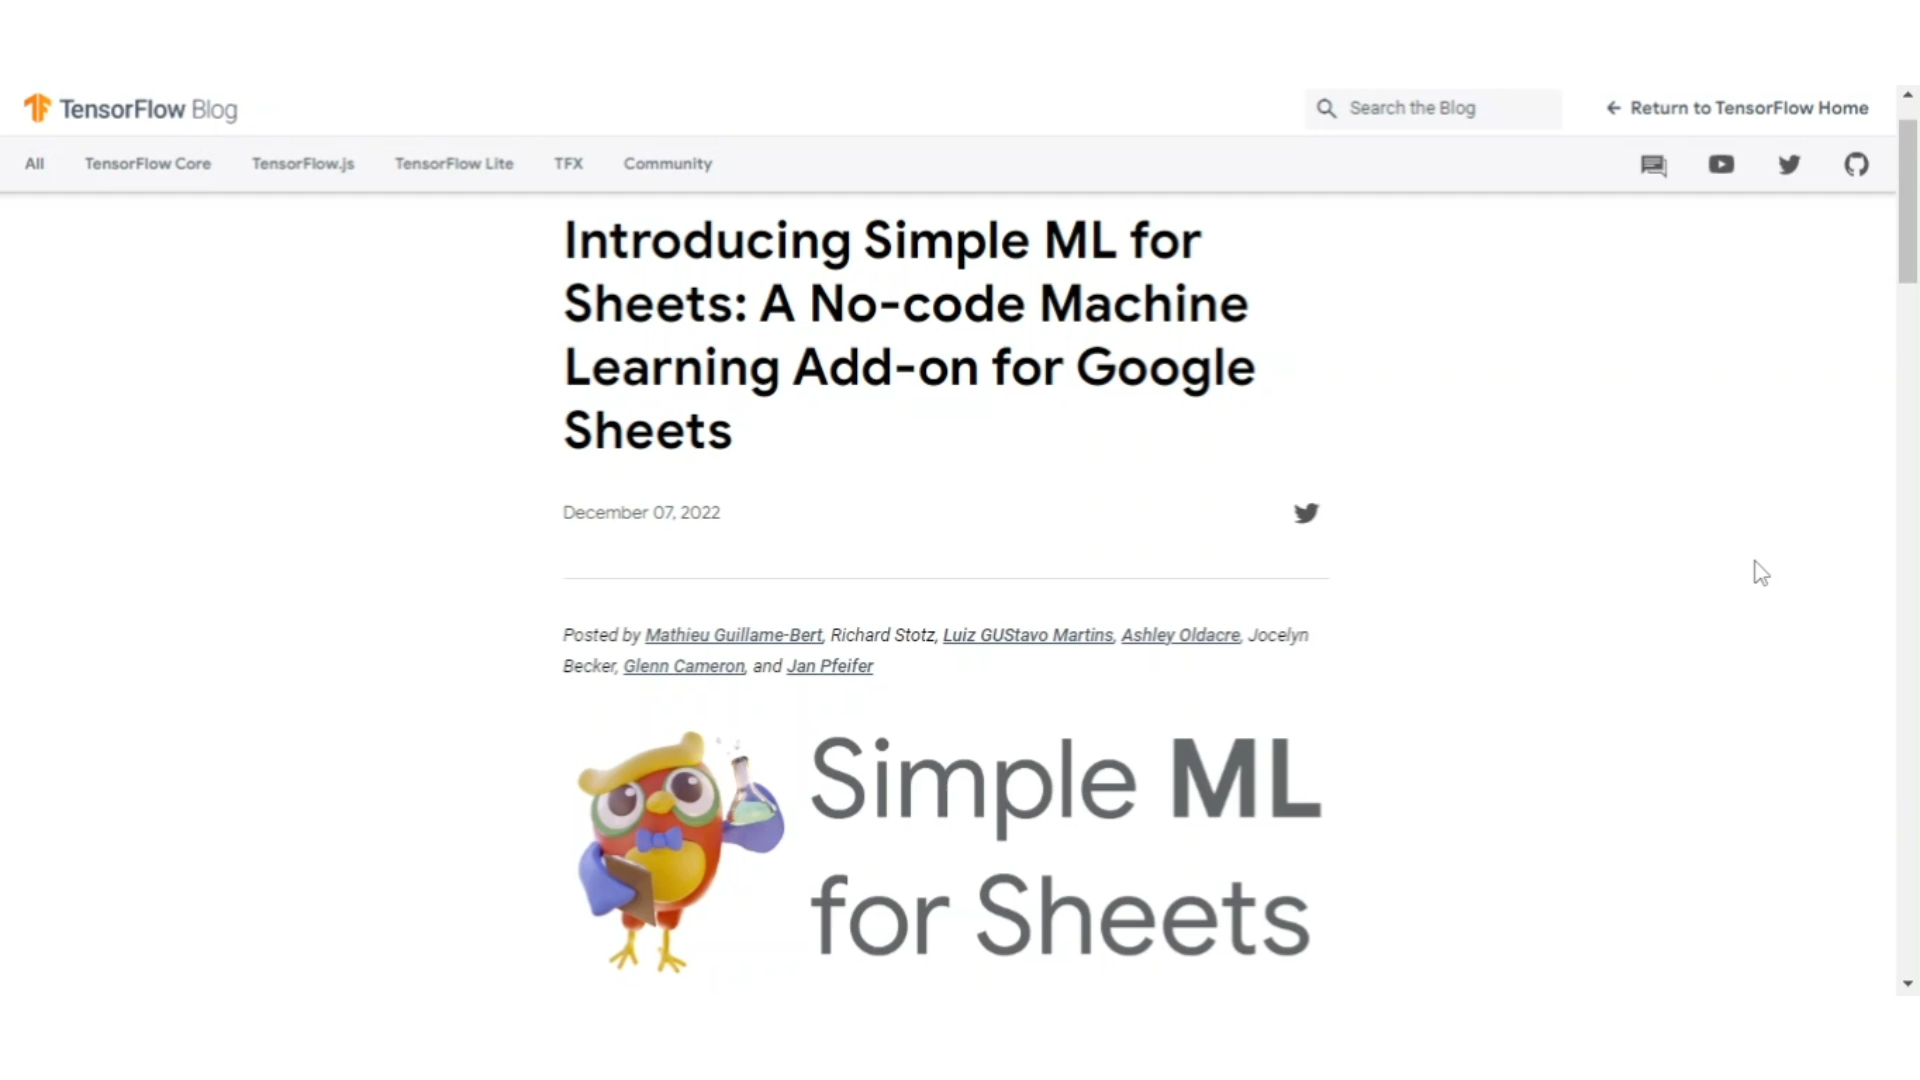 TensorFlow Blog
Search the Blog
Return to TensorFlow Home
All
TensorFlow Core
TensorFlow.js
TensorFlow Lite
TFX
Community
Introducing Simple ML for
Sheets: A No-code Machine
Learning Add-on for Google
Sheets
December 07, 2022
Posted by Mathieu Guillame-Bert, Richard Stotz, Luiz GUStavo Martins, Ashley Oldacre, Jocelyn
Becker, Glenn Cameron, and Jan Pfeifer
Simple ML
for Sheets